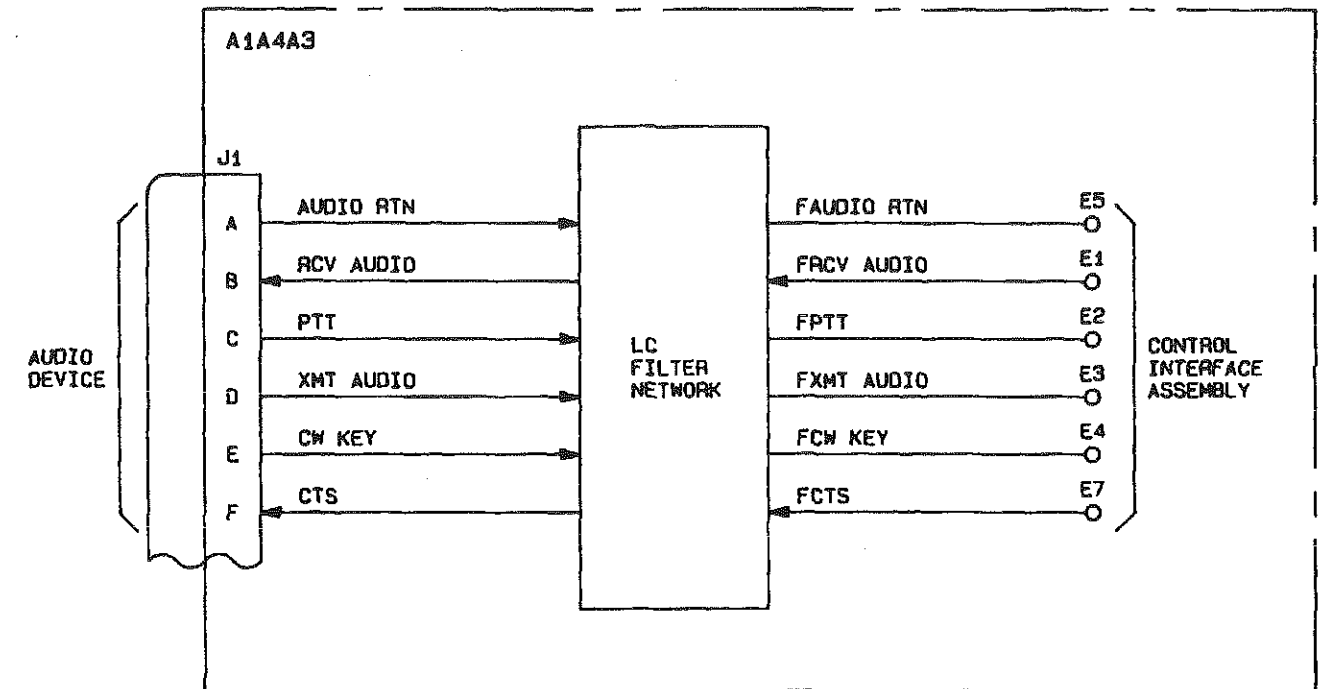 A1A4A3
J1
A AUDIO RTN FAUDIO RTN E5
B RCV AUDIO FRCV AUDIO E1
C PTT FPTT E2
D XMT AUDIO FXMT AUDIO E3
E CW KEY FCW KEY E4
F CTS FCTS E7
AUDIO
DEVICE
LC
FILTER
NETWORK
CONTROL
INTERFACE
ASSEMBLY